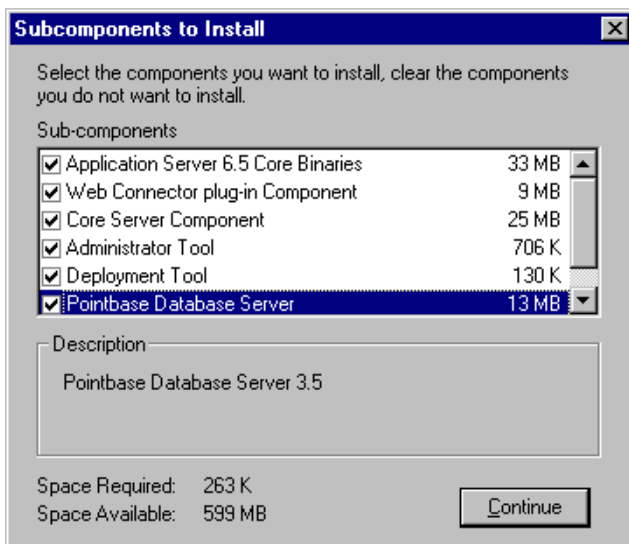 Subcomponents to Install
Select the components you want to install, clear the components
you do not want to install.
Sub-components
Application Server 6.5 Core Binaries 33 MB
Web Connector plug-in Component 9 MB
Core Server Component 25 MB
Administrator Tool 706 K
Deployment Tool 130 K
Pointbase Database Server 13 MB
Description
Pointbase Database Server 3.5
Space Required: 263 K
Space Available: 599 MB
Continue